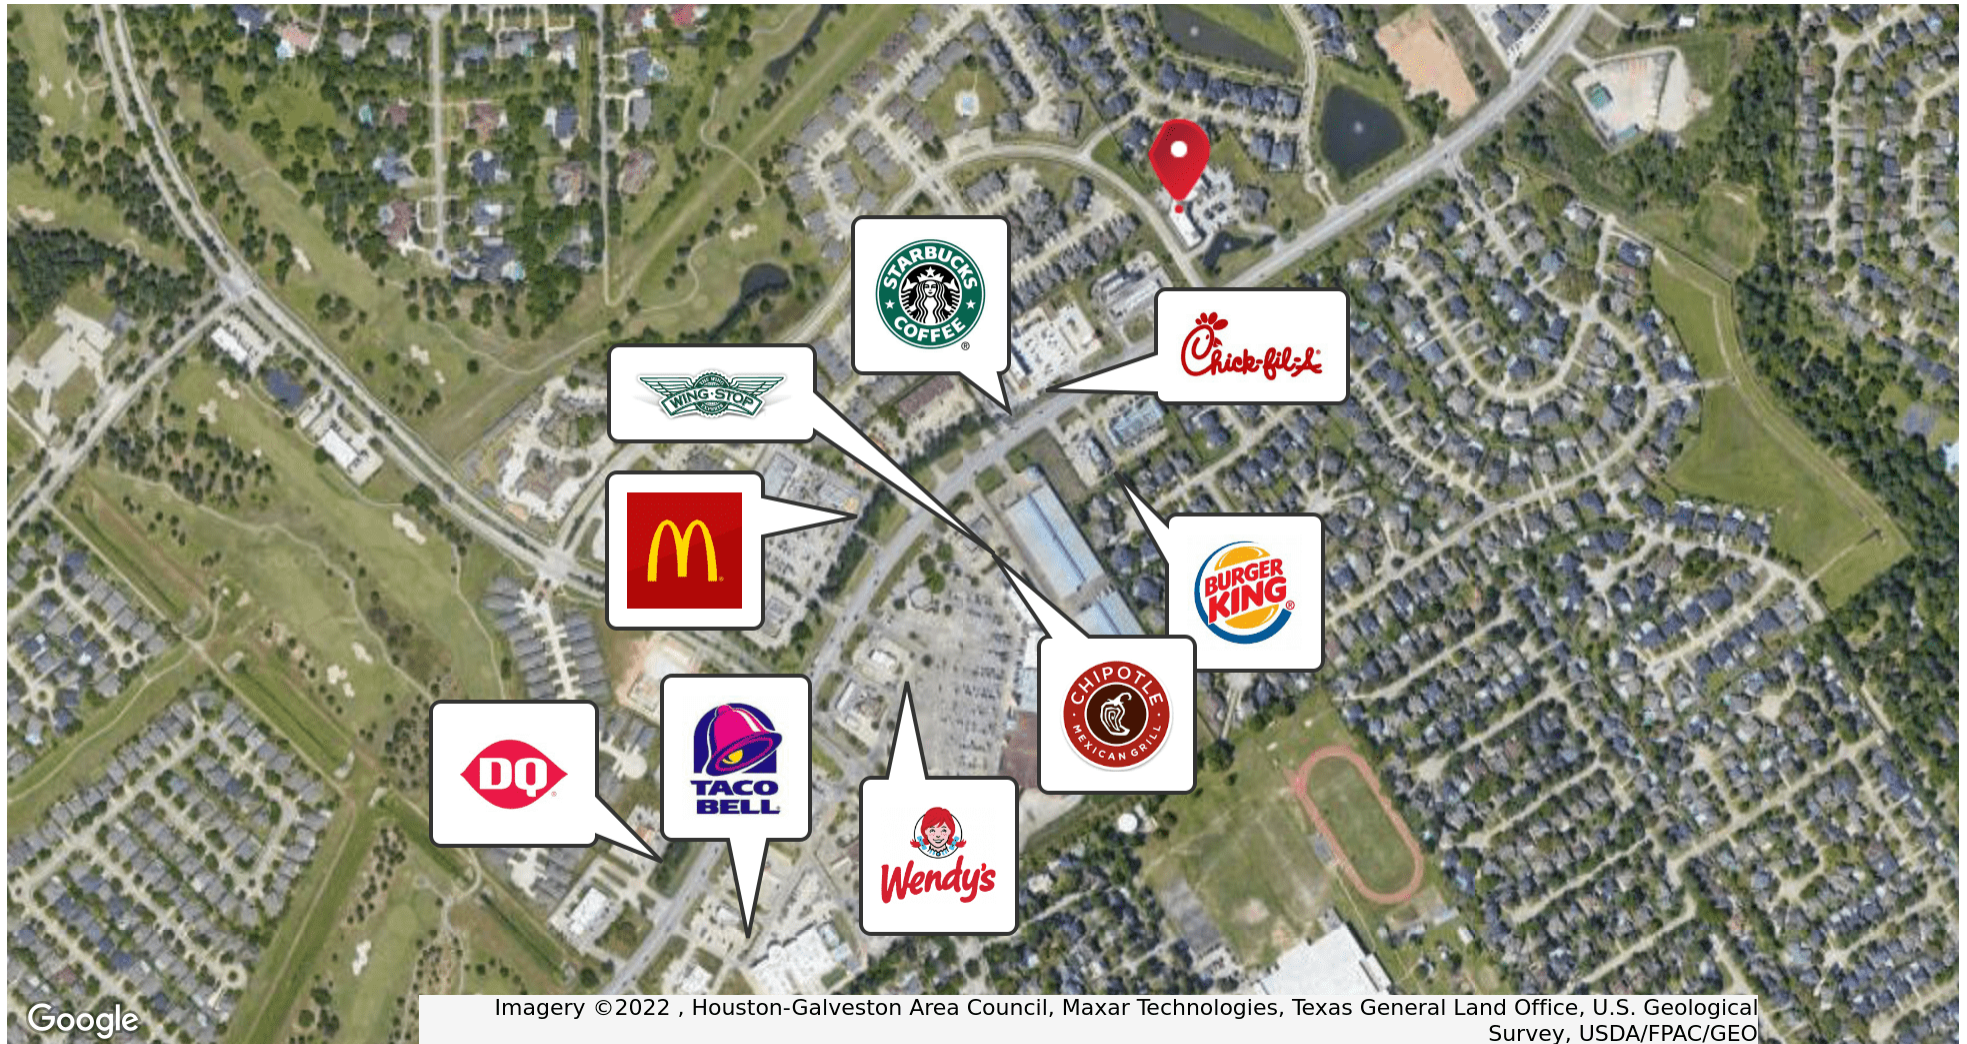 STARBUCKS
COFFEE
®
Chick-fil-A
WING·STOP
BURGER
KING®
CHIPOTLE
MEXICAN GRILL
DQ
TACO
BELL
Wendy's
Google
Imagery ©2022 , Houston-Galveston Area Council, Maxar Technologies, Texas General Land Office, U.S. Geological
Survey, USDA/FPAC/GEO